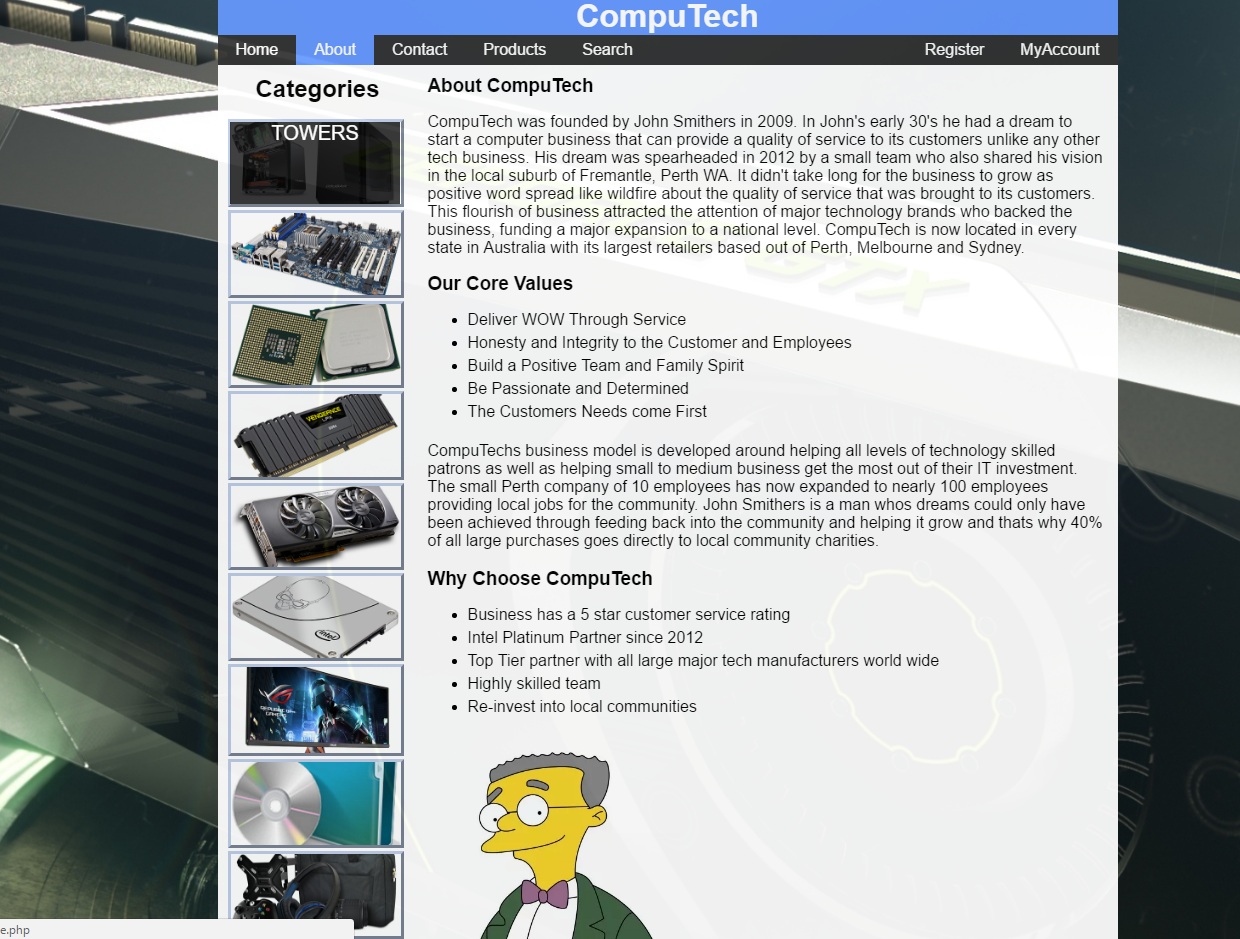 CompuTech
Home About Contact Products Search Register MyAccount
Categories
TOWERS
VENGEANCE
LPX
DDR4
intel
REPUBLIC OF
GAMERS
About CompuTech
CompuTech was founded by John Smithers in 2009. In John's early 30's he had a dream to
start a computer business that can provide a quality of service to its customers unlike any other
tech business. His dream was spearheaded in 2012 by a small team who also shared his vision
in the local suburb of Fremantle, Perth WA. It didn't take long for the business to grow as
positive word spread like wildfire about the quality of service that was brought to its customers.
This flourish of business attracted the attention of major technology brands who backed the
business, funding a major expansion to a national level. CompuTech is now located in every
state in Australia with its largest retailers based out of Perth, Melbourne and Sydney.
GTX
Our Core Values
Deliver WOW Through Service
Honesty and Integrity to the Customer and Employees
Build a Positive Team and Family Spirit
Be Passionate and Determined
The Customers Needs come First
CompuTechs business model is developed around helping all levels of technology skilled
patrons as well as helping small to medium business get the most out of their IT investment.
The small Perth company of 10 employees has now expanded to nearly 100 employees
providing local jobs for the community. John Smithers is a man whos dreams could only have
been achieved through feeding back into the community and helping it grow and thats why 40%
of all large purchases goes directly to local community charities.
Why Choose CompuTech
Business has a 5 star customer service rating
Intel Platinum Partner since 2012
Top Tier partner with all large major tech manufacturers world wide
Highly skilled team
Re-invest into local communities
e.php